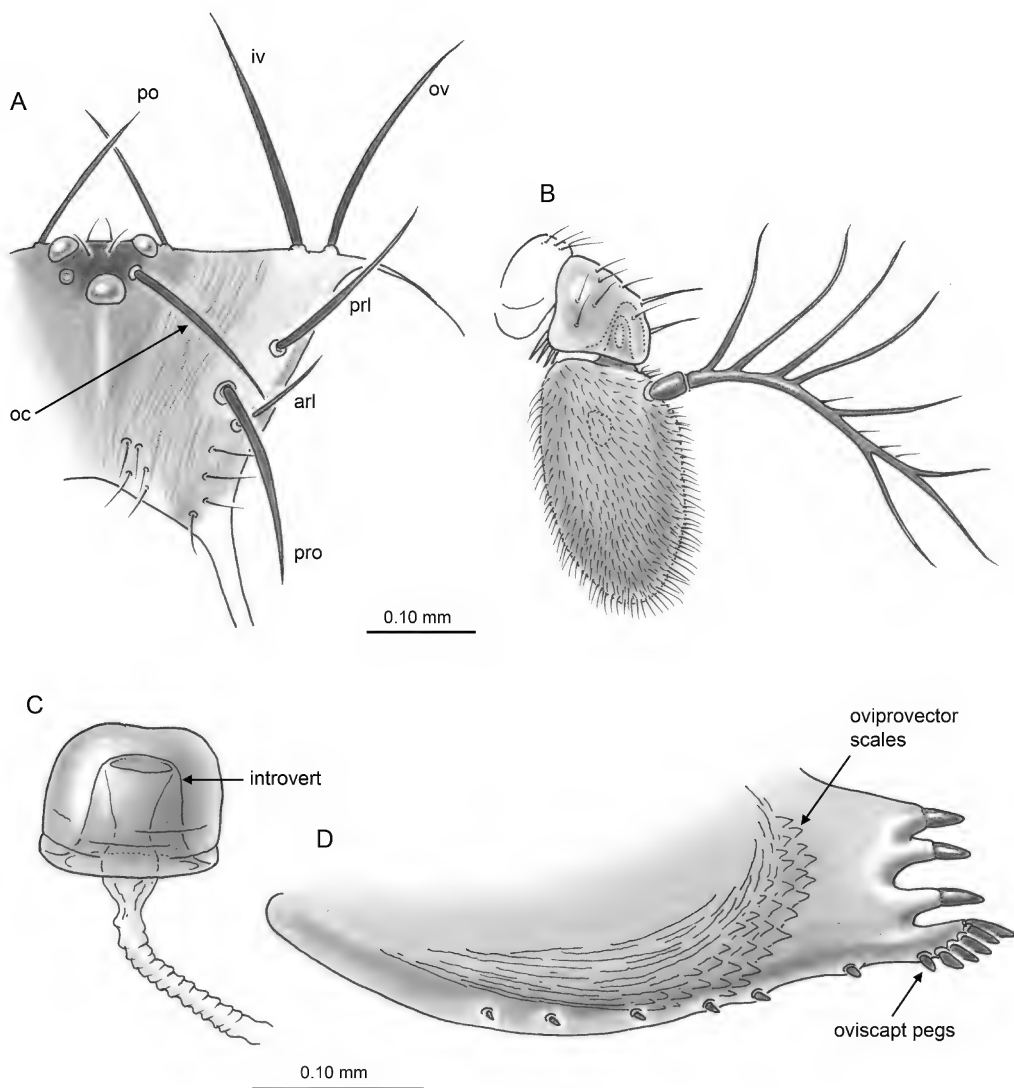 A
po
iv
ov
B
prl
arl
oc
pro
0.10 mm
C
introvert
D
oviprovector
scales
oviscapt pegs
0.10 mm